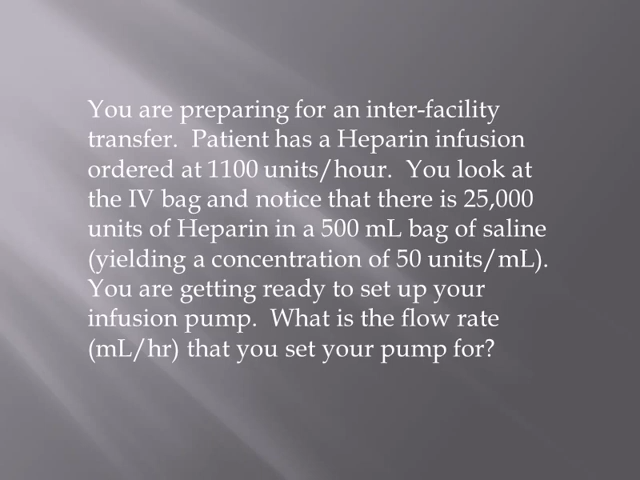 You are preparing for an inter-facility
transfer.  Patient has a Heparin infusion
ordered at 1100 units/hour.  You look at
the IV bag and notice that there is 25,000
units of Heparin in a 500 mL bag of saline
(yielding a concentration of 50 units/mL).
You are getting ready to set up your
infusion pump.  What is the flow rate
(mL/hr) that you set your pump for?